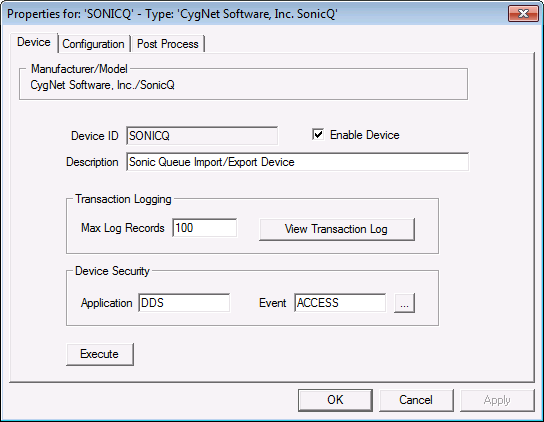 Properties for: 'SONICQ' - Type: 'CygNet Software, Inc. SonicQ'
Device Configuration Post Process
Manufacturer/Model
CygNet Software, Inc./SonicQ
Device ID SONICQ Enable Device
Description Sonic Queue Import/Export Device
Transaction Logging
Max Log Records 100 View Transaction Log
Device Security
Application DDS Event ACCESS ...
Execute
OK Cancel Apply